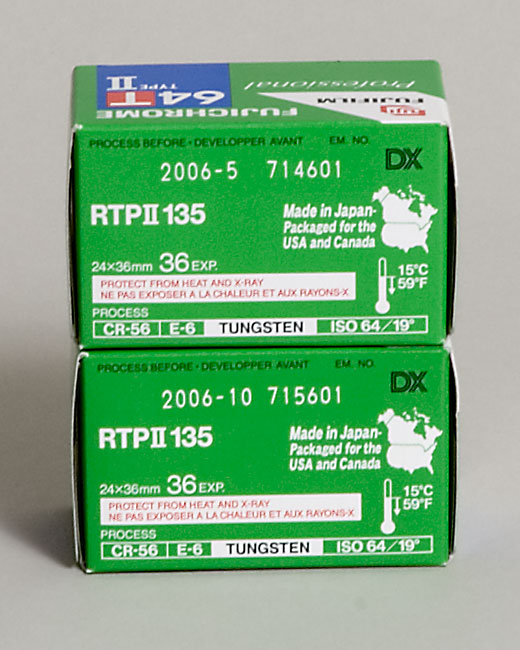 64T TYPE II
FUJICHROME
Professional
FUJI FUJIFILM
PROCESS BEFORE・DEVELOPPER AVANT EM. NO.
2006-5 714601
DX
RTPII 135
Made in Japan-
Packaged for the
USA and Canada
24×36mm 36 EXP.
15°C
59°F
PROTECT FROM HEAT AND X-RAY
NE PAS EXPOSER A LA CHALEUR ET AUX RAYONS-X
PROCESS
CR-56 E-6 TUNGSTEN ISO 64/19°
PROCESS BEFORE・DEVELOPPER AVANT EM. NO.
2006-10 715601
DX
RTPII 135
Made in Japan-
Packaged for the
USA and Canada
24×36mm 36 EXP.
15°C
59°F
PROTECT FROM HEAT AND X-RAY
NE PAS EXPOSER A LA CHALEUR ET AUX RAYONS-X
PROCESS
CR-56 E-6 TUNGSTEN ISO 64/19°